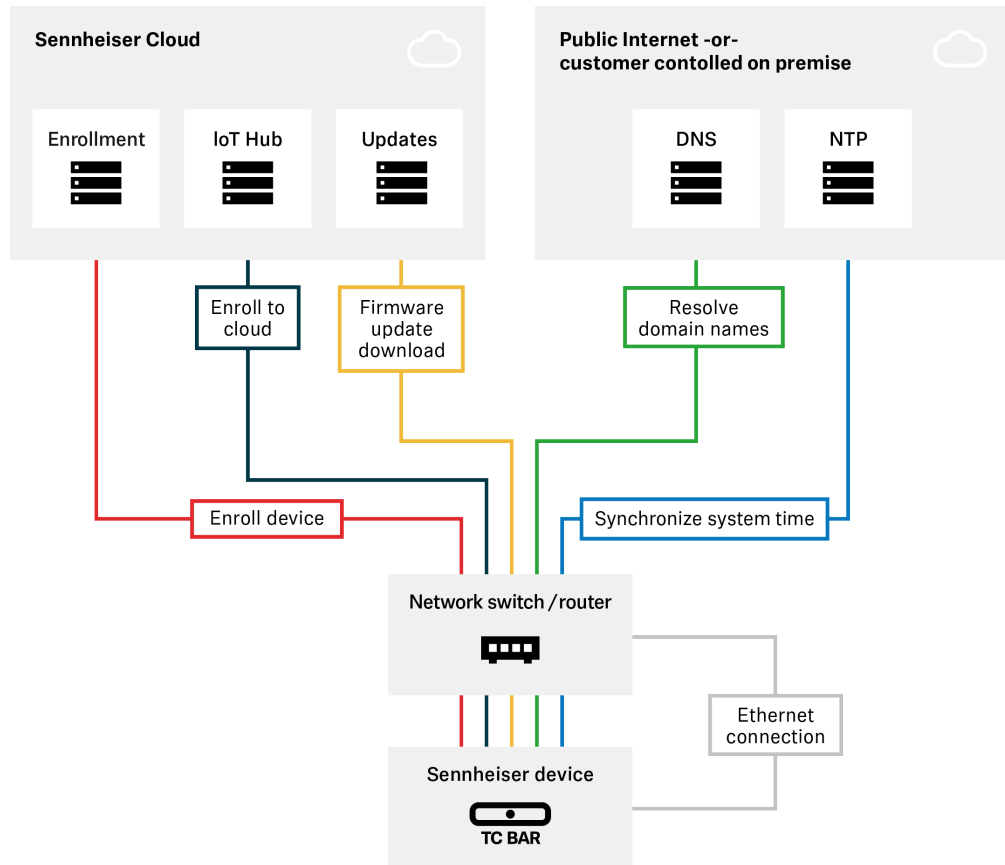 Sennheiser Cloud
Public Internet -or-
customer contolled on premise
Enrollment
IoT Hub
Updates
DNS
NTP
Enroll to
cloud
Firmware
update
download
Resolve
domain names
Enroll device
Synchronize system time
Network switch / router
Ethernet
connection
Sennheiser device
TC BAR